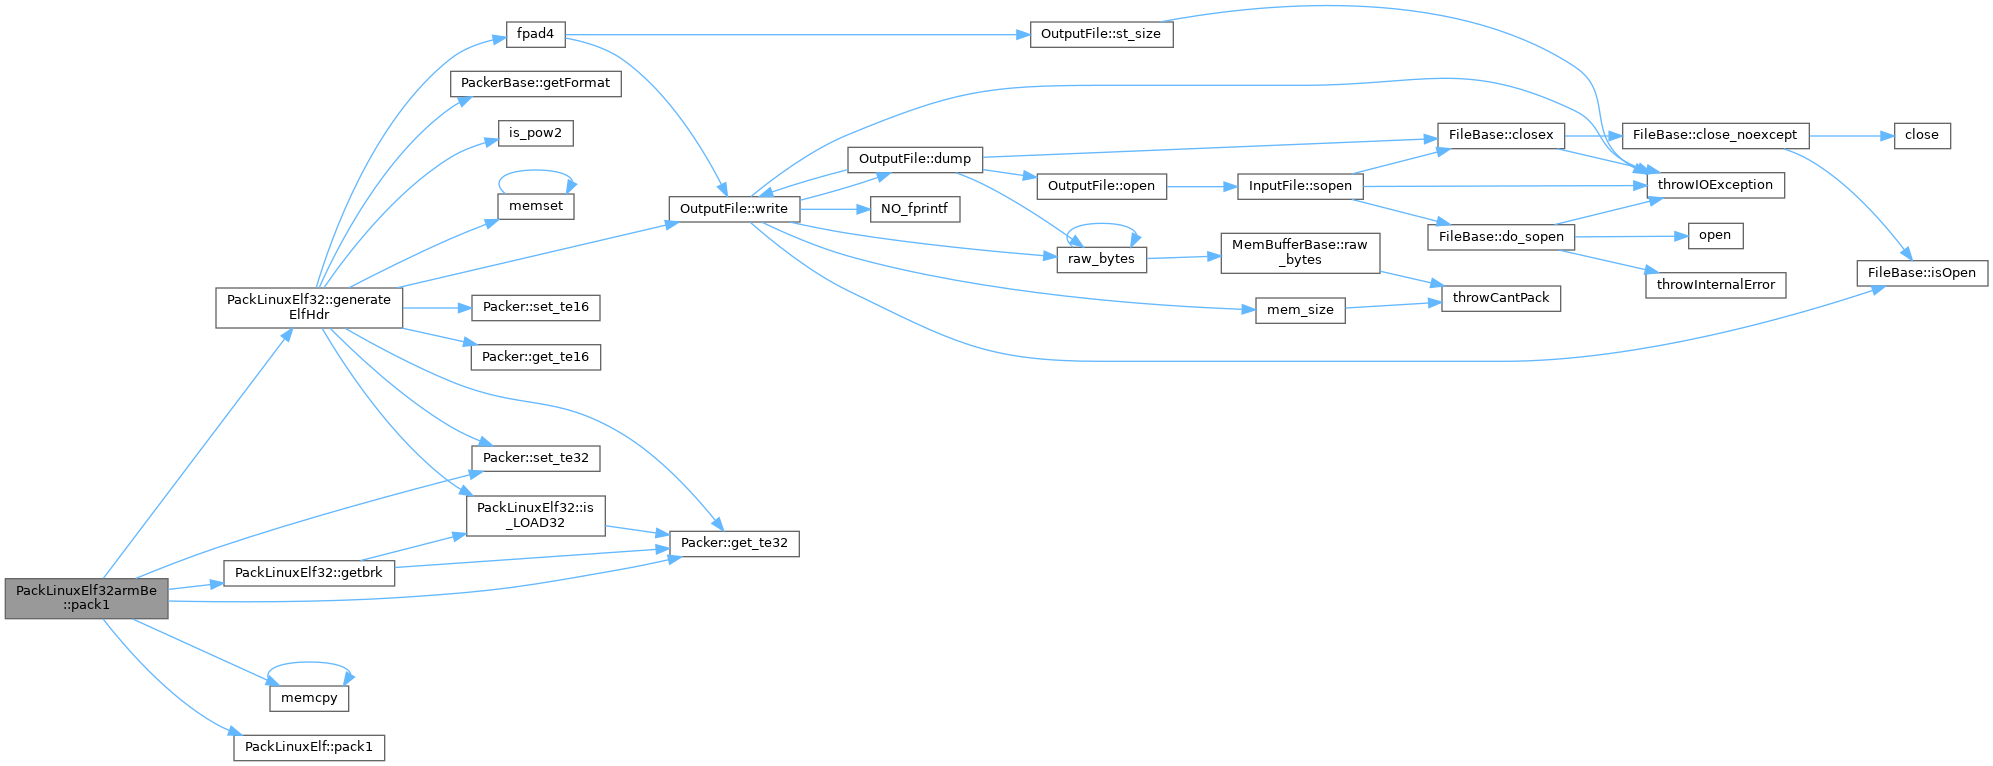 fpad4
OutputFile::st_size
PackerBase::getFormat
is_pow2
FileBase::closex
FileBase::close_noexcept
close
OutputFile::dump
throwIOException
OutputFile::open
InputFile::sopen
memset
OutputFile::write
NO_fprintf
FileBase::do_sopen
open
MemBufferBase::raw
_bytes
raw_bytes
FileBase::isOpen
throwInternalError
PackLinuxElf32::generate
ElfHdr
Packer::set_te16
mem_size
throwCantPack
Packer::get_te16
Packer::set_te32
PackLinuxElf32::is
_LOAD32
Packer::get_te32
PackLinuxElf32::getbrk
PackLinuxElf32armBe
::pack1
memcpy
PackLinuxElf::pack1